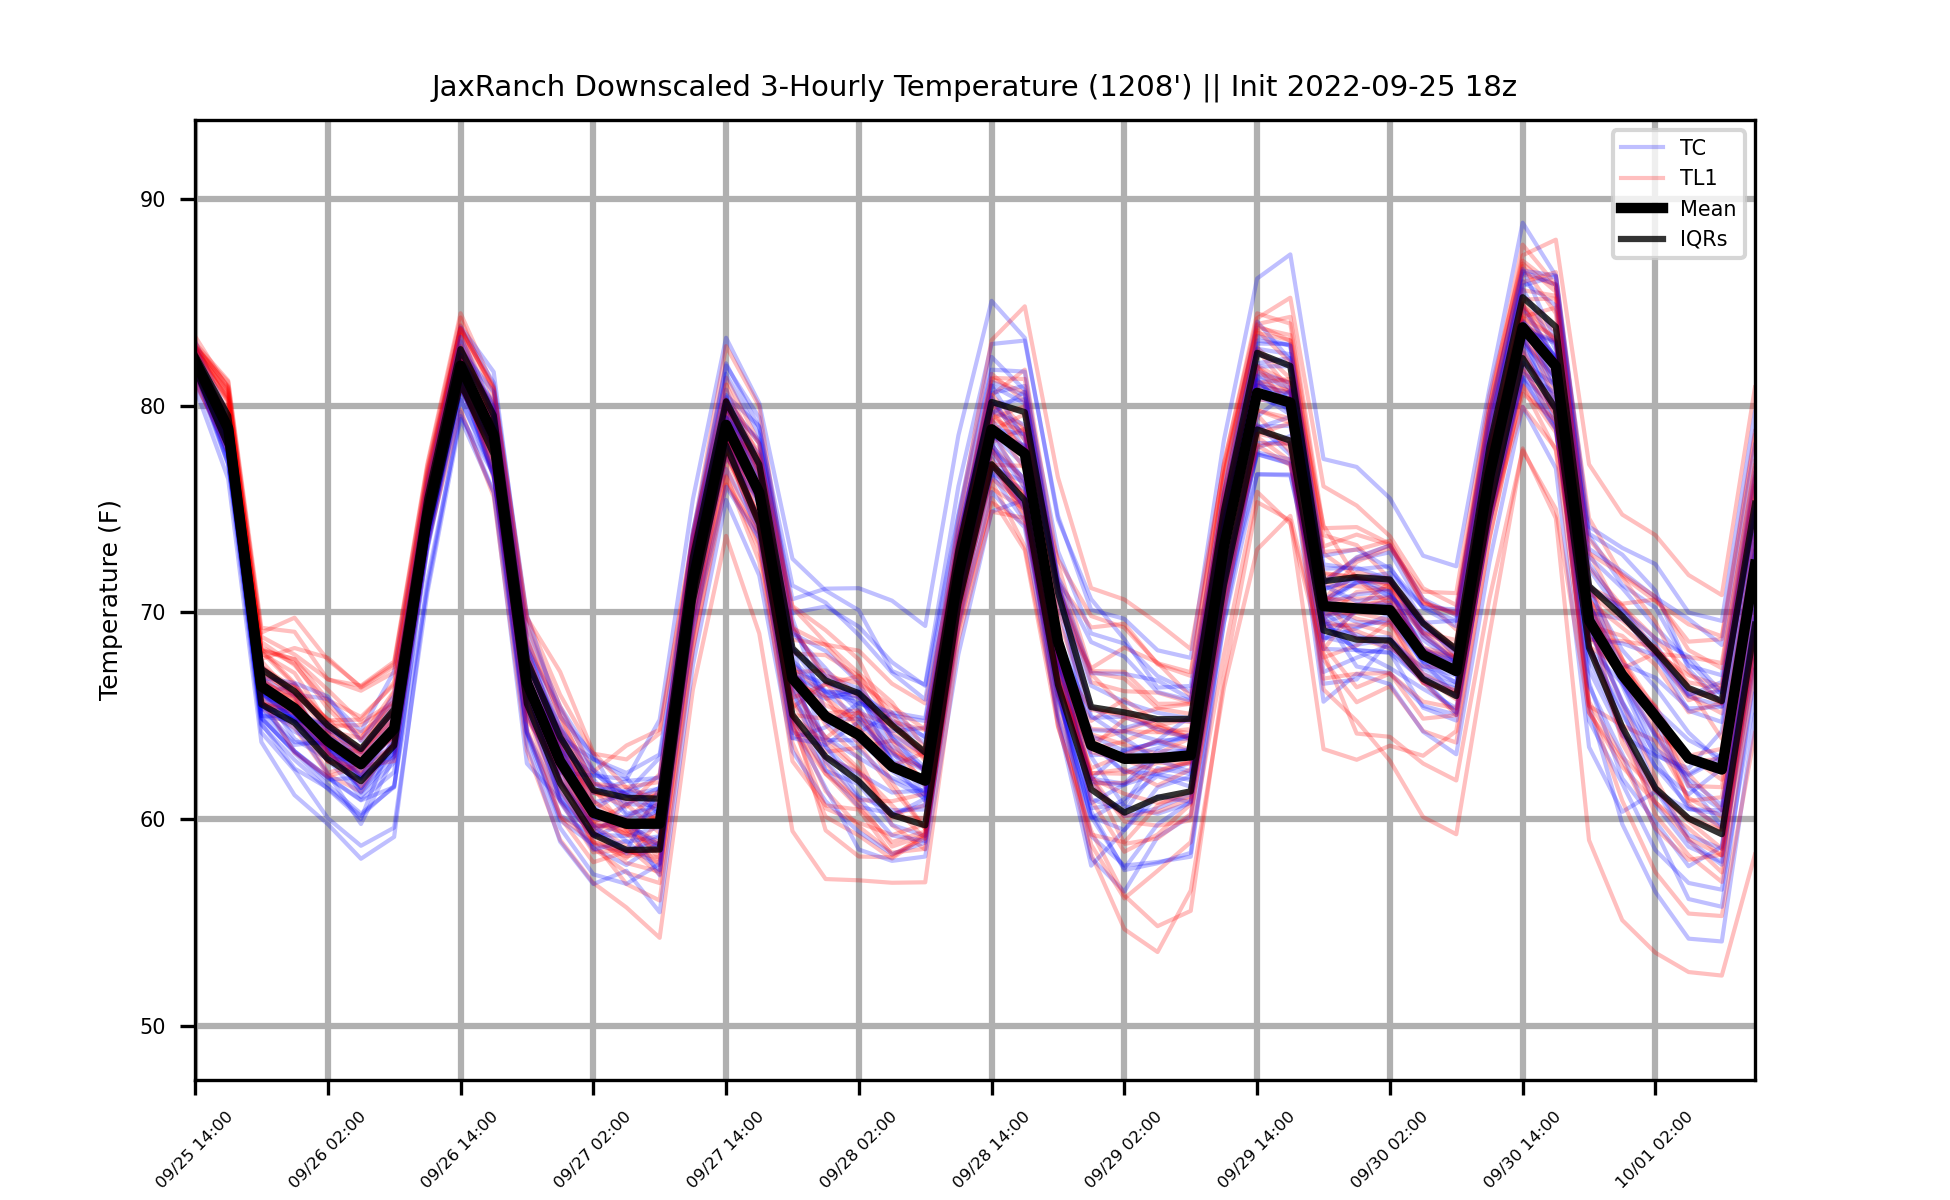 JaxRanch Downscaled 3-Hourly Temperature (1208') || Init 2022-09-25 18z
TC
TL1
Mean
IQRs
Temperature (F)
90
80
70
60
50
09/25 14:00
09/26 02:00
09/26 14:00
09/27 02:00
09/27 14:00
09/28 02:00
09/28 14:00
09/29 02:00
09/29 14:00
09/30 02:00
09/30 14:00
10/01 02:00